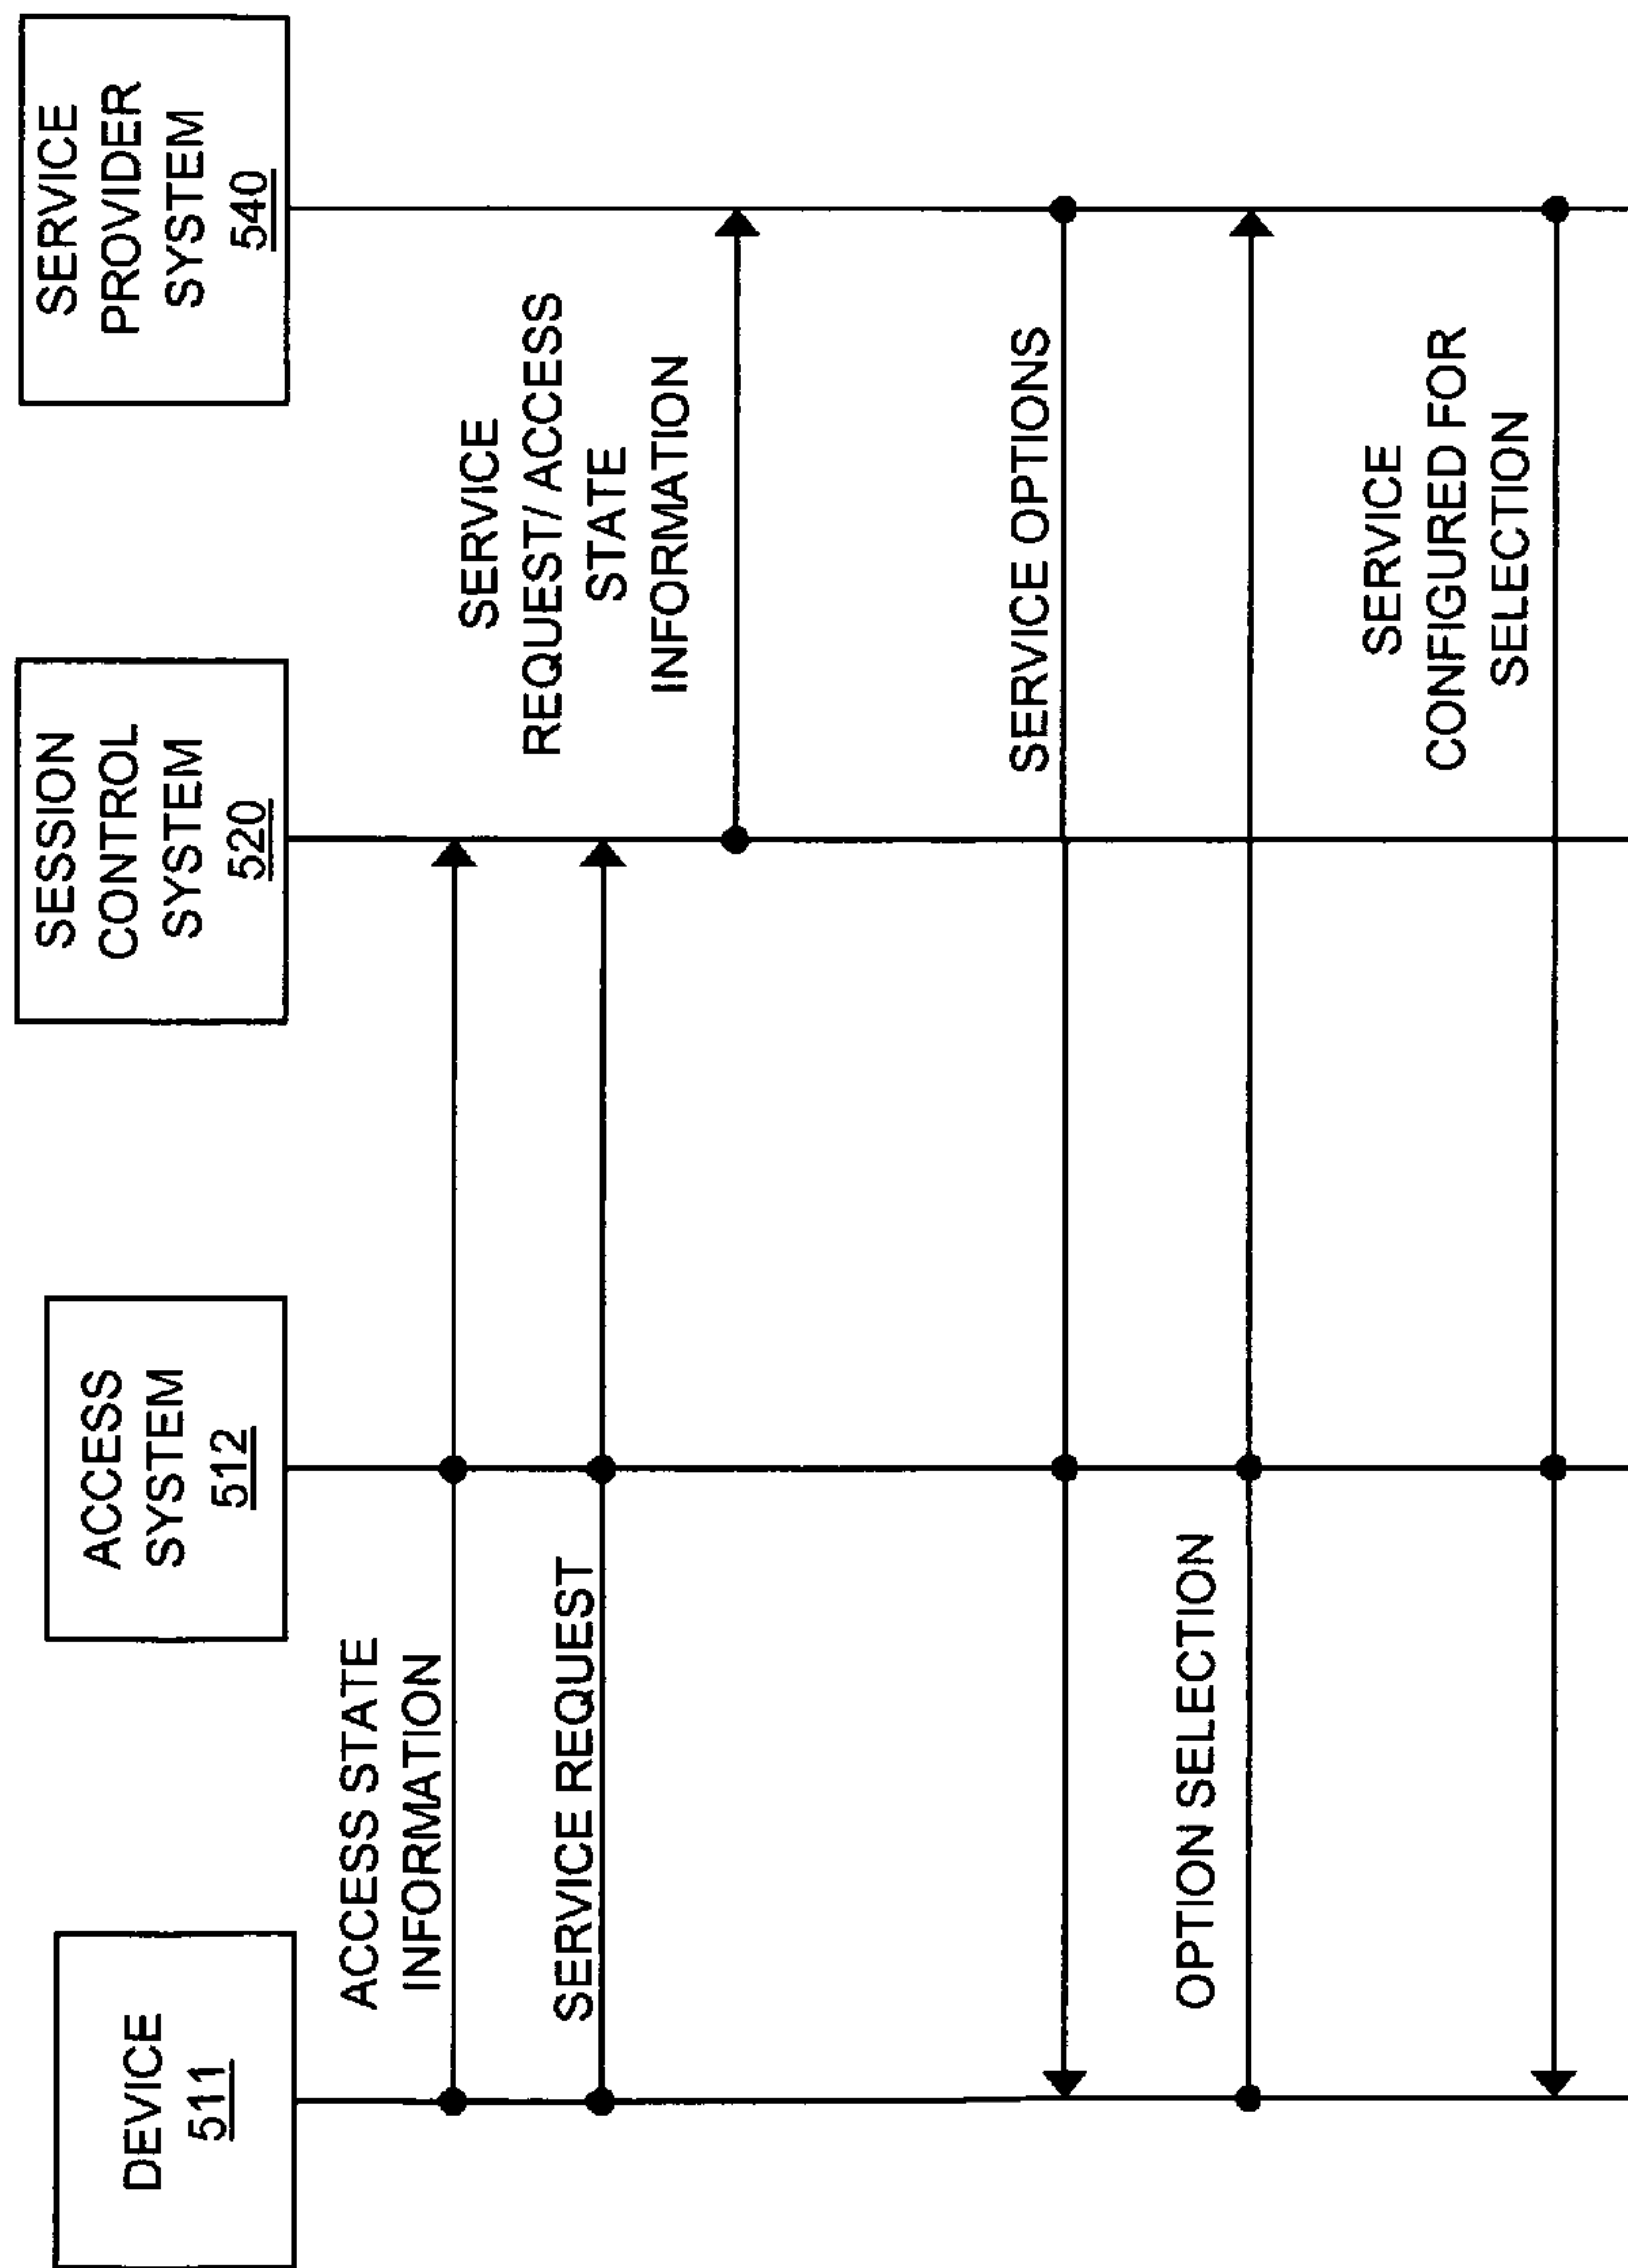 DEVICE
511
ACCESS
SYSTEM
512
SESSION
CONTROL
SYSTEM
520
SERVICE
PROVIDER
SYSTEM
540
ACCESS STATE
INFORMATION
SERVICE REQUEST
SERVICE
REQUEST/ACCESS
STATE
INFORMATION
SERVICE OPTIONS
OPTION SELECTION
SERVICE
CONFIGURED FOR
SELECTION